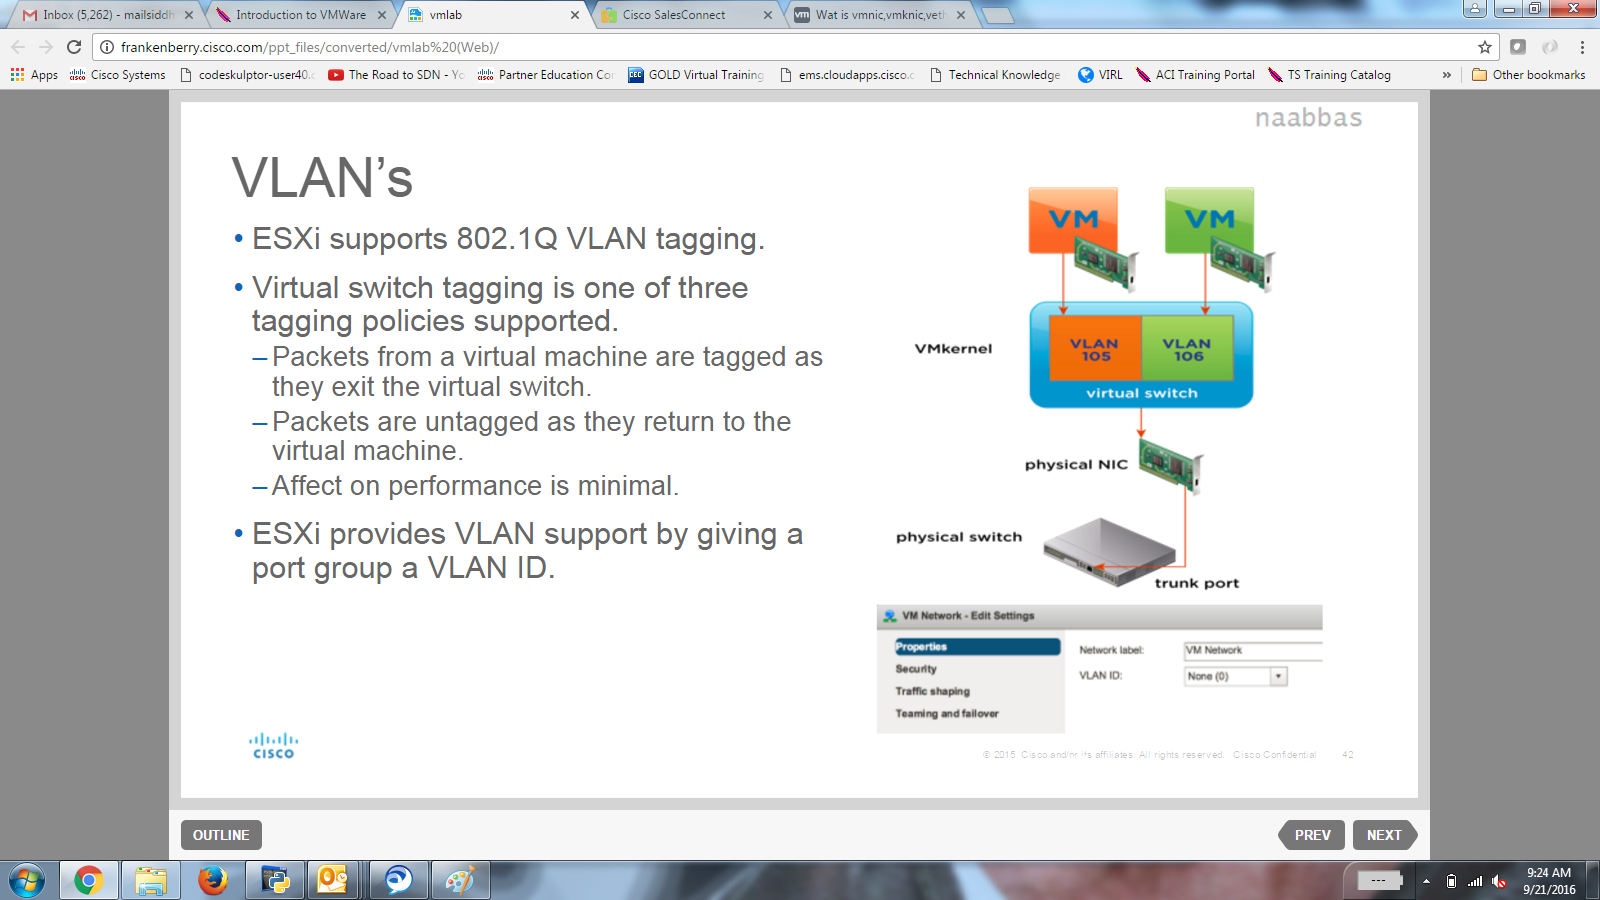 Inbox (5,262) - mailsiddh
Introduction to VMWare
vmlab
Cisco SalesConnect
vm
Wat is vmnic,vmknic,veth
frankenberry.cisco.com/ppt_files/converted/vmlab%20(Web)/
Apps
Cisco Systems
codeskulptor-user40.c
The Road to SDN - Yo
Partner Education Con
GOLD Virtual Training
ems.cloudapps.cisco.c
Technical Knowledge
VIRL
ACI Training Portal
TS Training Catalog
»
Other bookmarks
naabbas
VLAN's
• ESXi supports 802.1Q VLAN tagging.
• Virtual switch tagging is one of three
tagging policies supported.
– Packets from a virtual machine are tagged as
they exit the virtual switch.
– Packets are untagged as they return to the
virtual machine.
– Affect on performance is minimal.
• ESXi provides VLAN support by giving a
port group a VLAN ID.
VM
VM
VMkernel
VLAN
105
VLAN
106
virtual switch
physical NIC
physical switch
trunk port
VM Network - Edit Settings
Properties
Security
Traffic shaping
Teaming and failover
Network label:
VM Network
VLAN ID:
None (0)
CISCO
© 2015 Cisco and/or its affiliates. All rights reserved. Cisco Confidential
42
OUTLINE
PREV
NEXT
---
9:24 AM
9/21/2016